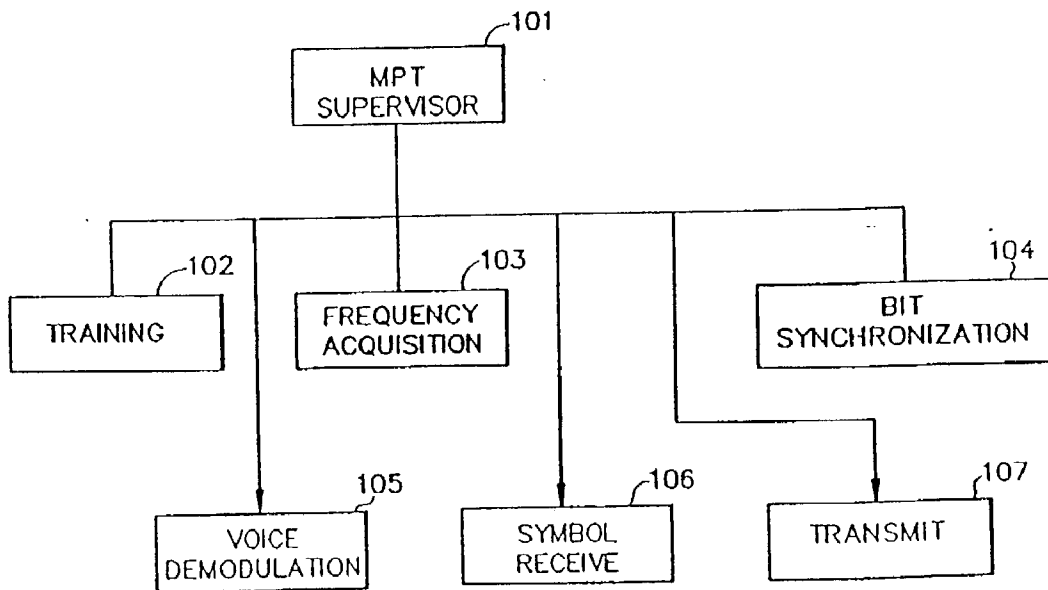 101
MPT
SUPERVISOR
102
TRAINING
103
FREQUENCY
ACQUISITION
104
BIT
SYNCHRONIZATION
105
VOICE
DEMODULATION
106
SYMBOL
RECEIVE
107
TRANSMIT